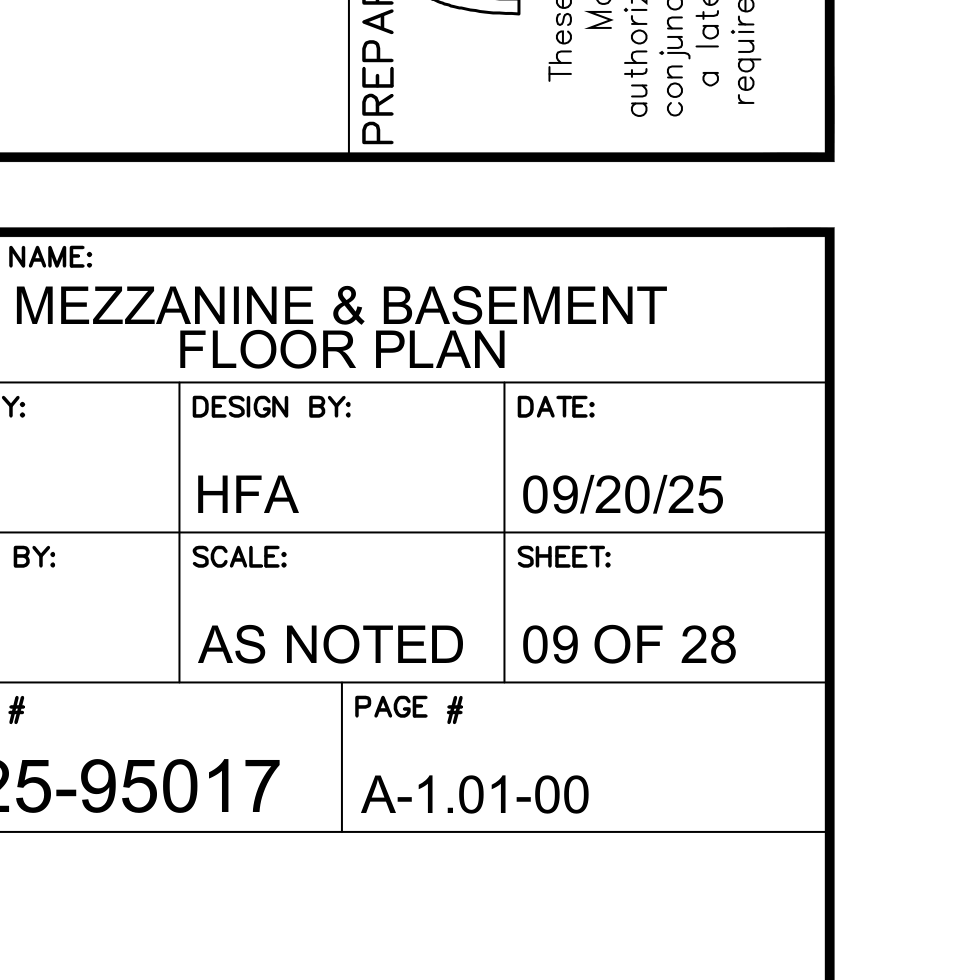 PREPAR
These
Mo
authoriz
conjunc
a late
require
NAME:
MEZZANINE & BASEMENT
FLOOR PLAN
Y:
DESIGN BY:
DATE:
HFA
09/20/25
BY:
SCALE:
SHEET:
AS NOTED
09 OF 28
#
PAGE #
25-95017
A-1.01-00